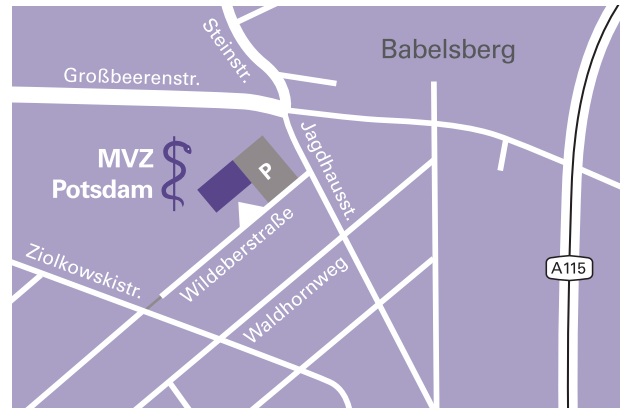 Steinstr.
Babelsberg
Großbeerenstr.
Jagdhausst.
MVZ
Potsdam
P
Wildeberstraße
Ziolkowskistr.
Waldhornweg
A115